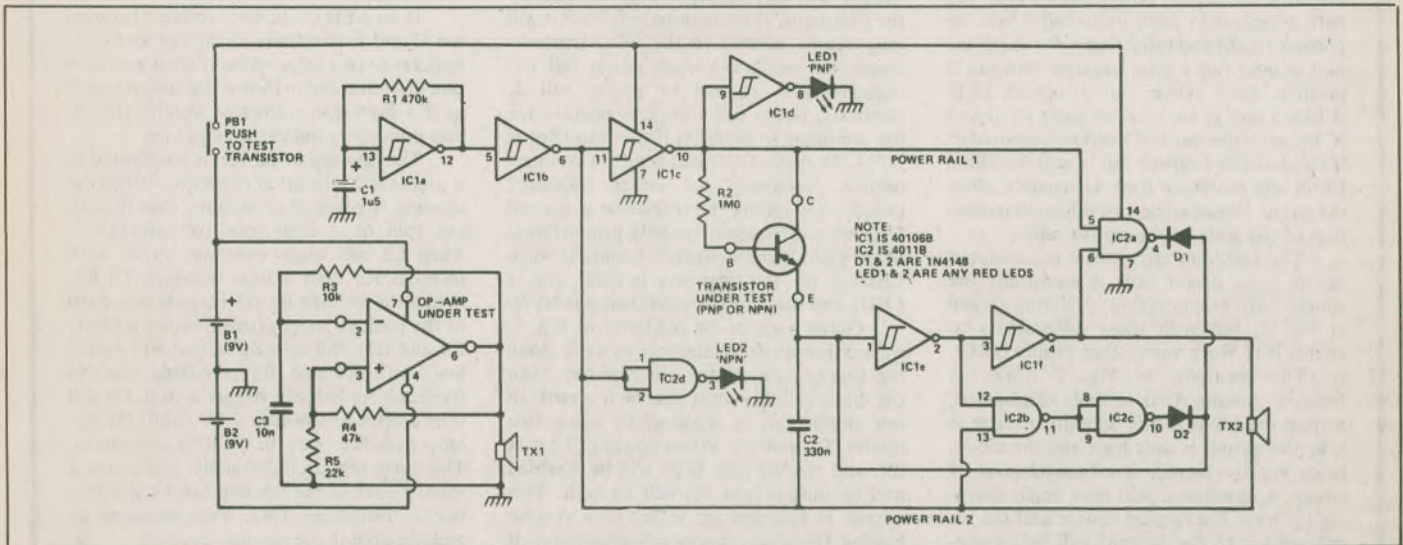 PB1
PUSH
TO TEST
TRANSISTOR
R1 470k
13
12
IC1a
C1
1u5
5
6
IC1b
14
11
10
7
IC1c
9
8
IC1d
LED1
'PNP'
POWER RAIL 1
R2
1M0
C
B
E
TRANSISTOR
UNDER TEST
(PNP OR NPN)
NOTE
IC1 IS 40106B
IC2 IS 4011B
D1 & 2 ARE 1N4148
LED1 & 2 ARE ANY RED LEDS
5
6
14
4
7
IC2a
D1
R3
10k
OP-AMP
UNDER TEST
2
3
7
6
4
+
B1
(9V)
B2
(9V)
C3
10n
R4
47k
R5
22k
TX1
1
2
3
IC2d
LED2
'NPN'
C2
330n
1
2
IC1e
3
4
IC1f
12
13
11
IC2b
8
9
10
IC2c
D2
TX2
POWER RAIL 2